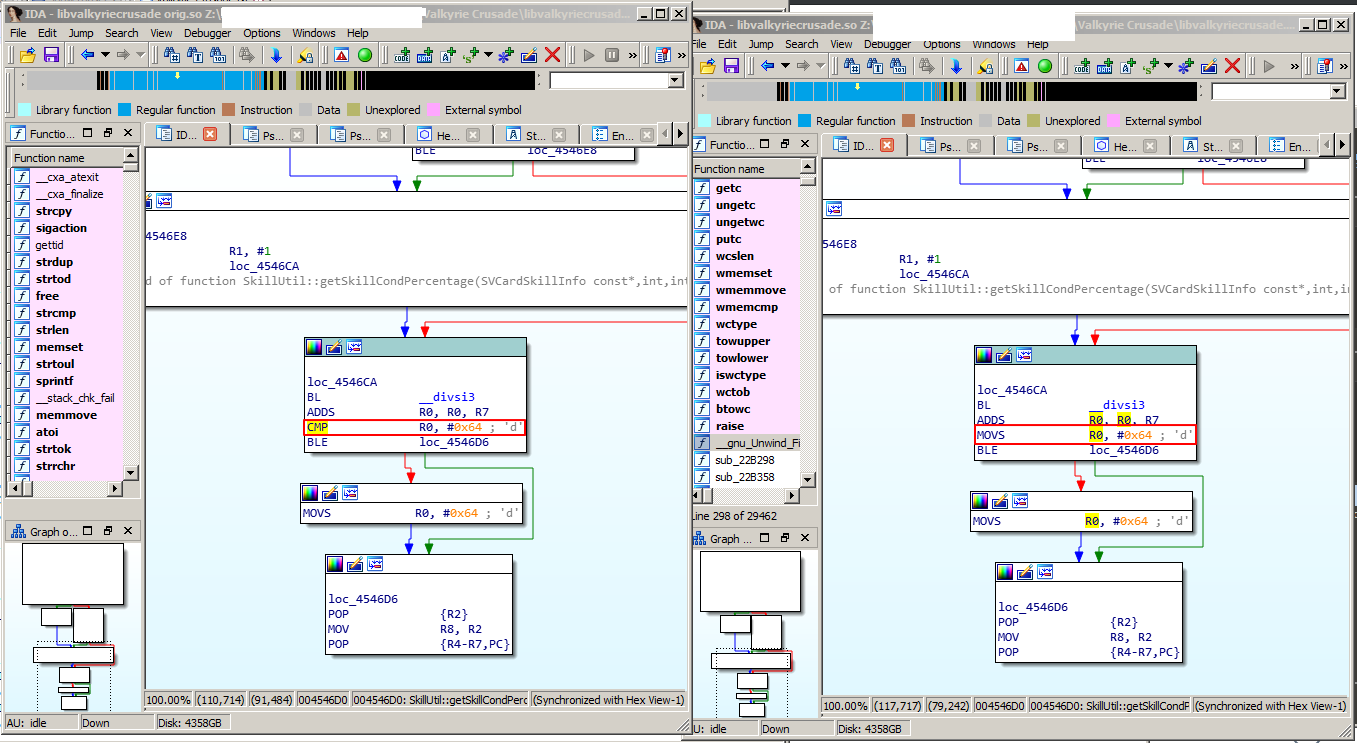 IDA - libvalkyriecrusade orig.so Z:\ Valkyrie Crusade\libvalkyriecrusad...
File Edit Jump Search View Debugger Options Windows Help
Library function Regular function Instruction Data Unexplored External symbol
Functio... ID... Ps... Ps... He... St... En...
Function name
__cxa_atexit
__cxa_finalize
strcpy
sigaction
gettid
strdup
strtod
free
strcmp
strlen
memset
strtoul
sprintf
__stack_chk_fail
memmove
atoi
strtok
strrchr
Graph o...
BLE loc_4546E8
4546E8
R1, #1
loc_4546CA
d of function SkillUtil::getSkillCondPercentage(SVCardSkillInfo const*,int,int
loc_4546CA
BL __divsi3
ADDS R0, R0, R7
CMP R0, #0x64 ; 'd'
BLE loc_4546D6
MOVS R0, #0x64 ; 'd'
loc_4546D6
POP {R2}
MOV R8, R2
POP {R4-R7,PC}
100.00% (110,714) (91,484) 004546D0 004546D0: SkillUtil::getSkillCondPerc (Synchronized with Hex View-1)
AU: idle Down Disk: 4358GB
IDA - libvalkyriecrusade.so Z:\ Valkyrie Crusade\libvalkyriecrusade....
File Edit Jump Search View Debugger Options Windows Help
Library function Regular function Instruction Data Unexplored External symbol
Functio... ID... Ps... Ps... He... St... En...
Function name
getc
ungetc
ungetwc
putc
wcslen
wmemset
wmemmove
wmemcmp
wctype
towupper
towlower
iswctype
wctob
btowc
raise
__gnu_Unwind_Fi
sub_22B298
sub_22B358
Line 298 of 29462
Graph ...
BLE loc_4546E8
546E8
R1, #1
loc_4546CA
of function SkillUtil::getSkillCondPercentage(SVCardSkillInfo const*,int,in
loc_4546CA
BL __divsi3
ADDS R0, R0, R7
MOVS R0, #0x64 ; 'd'
BLE loc_4546D6
MOVS R0, #0x64 ; 'd'
loc_4546D6
POP {R2}
MOV R8, R2
POP {R4-R7,PC}
100.00% (117,717) (79,242) 004546D0 004546D0: SkillUtil::getSkillCondP (Synchronized with Hex View-1)
U: idle Down Disk: 4358GB